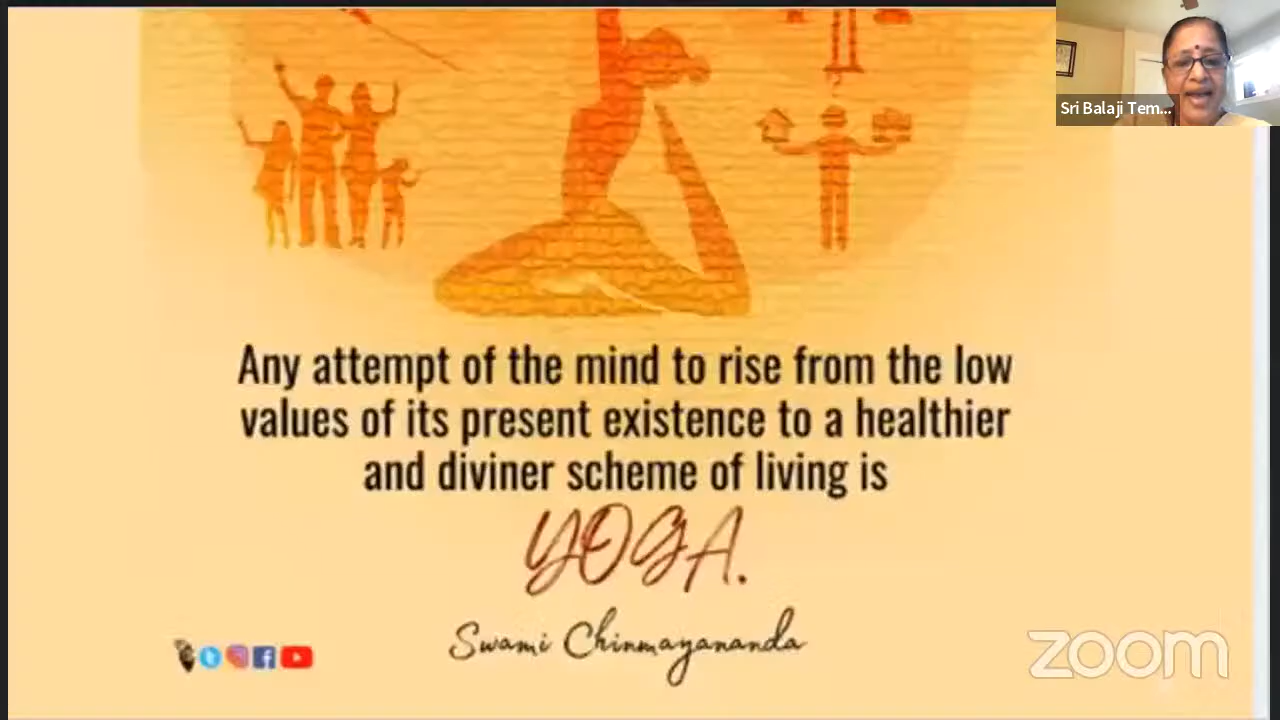 Sri Balaji Tem...
Any attempt of the mind to rise from the low
values of its present existence to a healthier
and diviner scheme of living is
YOGA.
Swami Chinmayananda
zoom